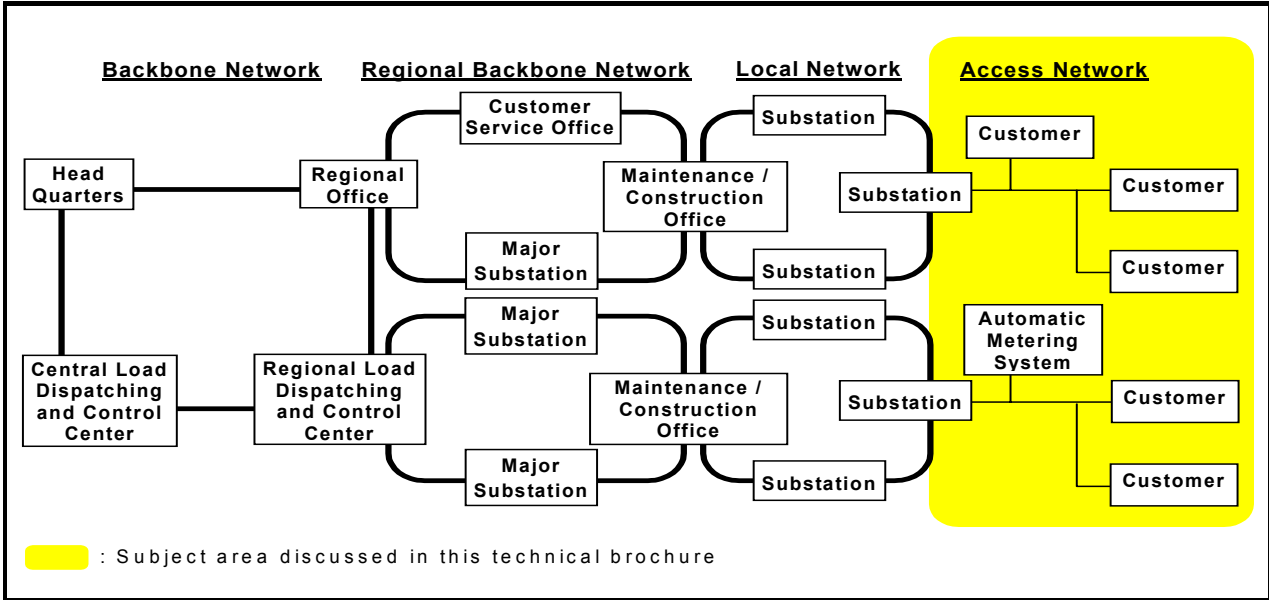 Backbone Network
Regional Backbone Network
Local Network
Access Network
Head
Quarters
Regional
Office
Central Load
Dispatching
and Control
Center
Regional Load
Dispatching
and Control
Center
Customer
Service Office
Major
Substation
Major
Substation
Major
Substation
Maintenance /
Construction
Office
Maintenance /
Construction
Office
Substation
Substation
Substation
Substation
Substation
Substation
Customer
Customer
Customer
Automatic
Metering
System
Customer
Customer
: Subject area discussed in this technical brochure